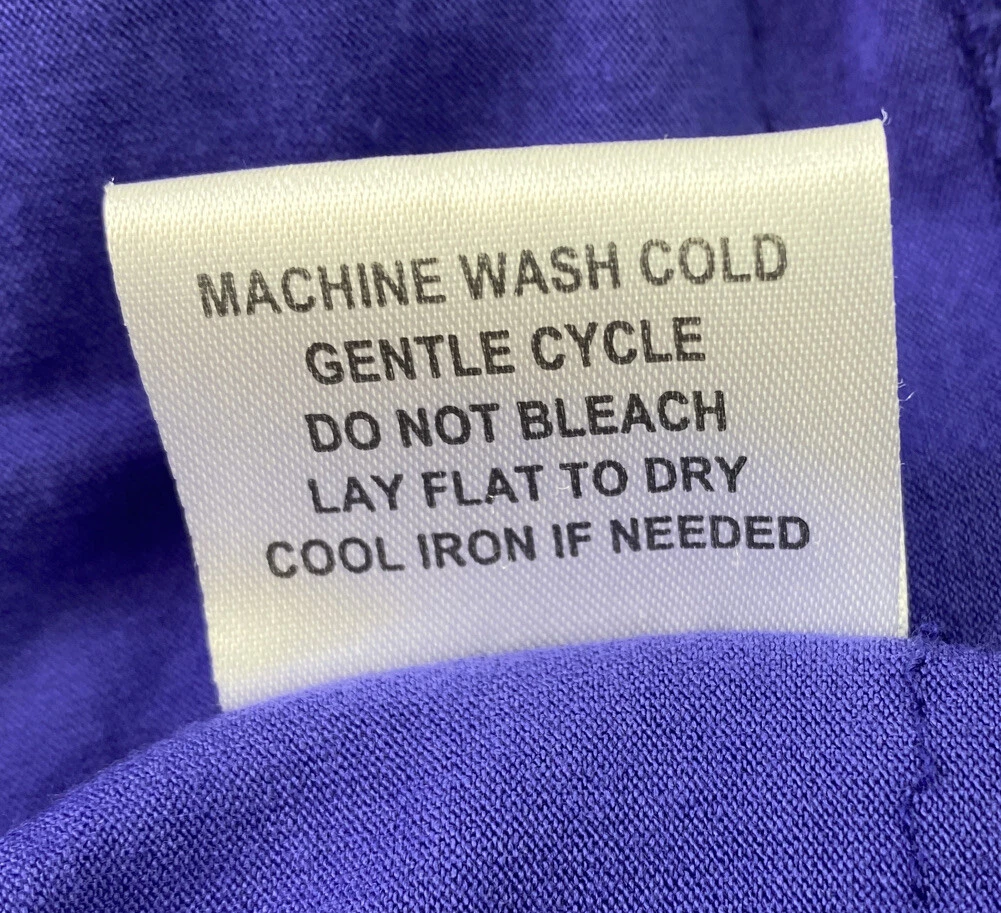 MACHINE WASH COLD
GENTLE CYCLE
DO NOT BLEACH
LAY FLAT TO DRY
COOL IRON IF NEEDED